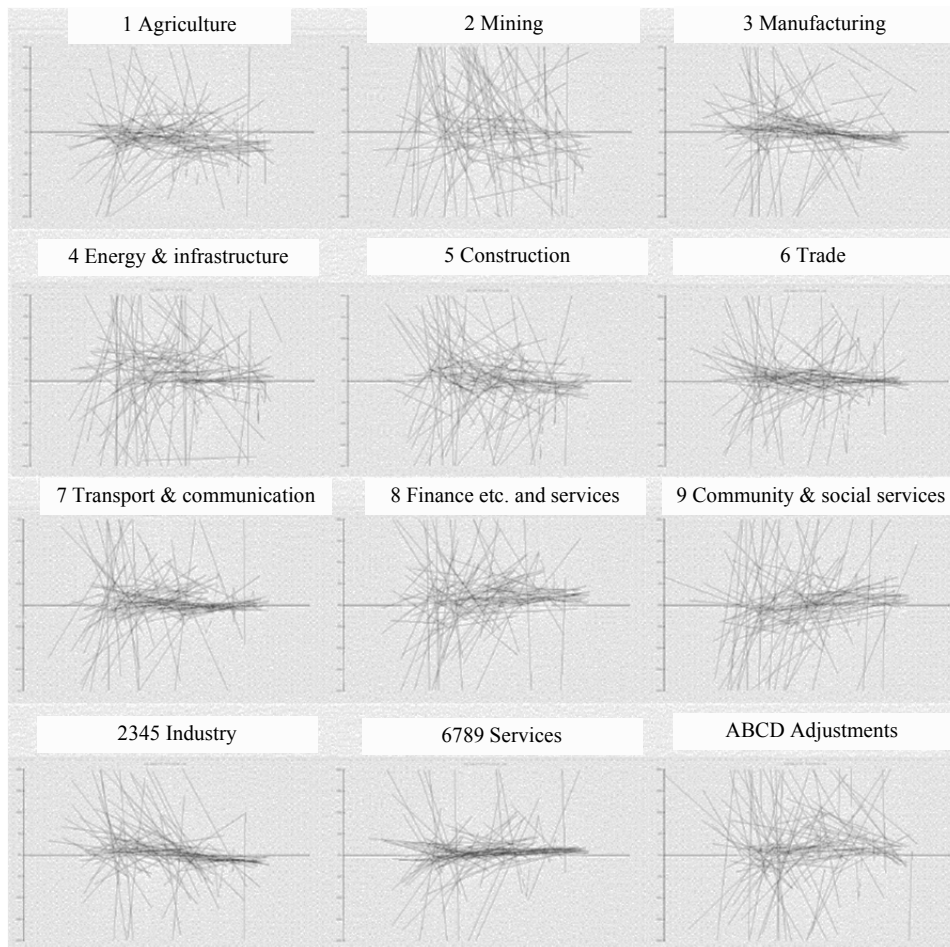 1 Agriculture
2 Mining
3 Manufacturing
4 Energy & infrastructure
5 Construction
6 Trade
7 Transport & communication
8 Finance etc. and services
9 Community & social services
2345 Industry
6789 Services
ABCD Adjustments